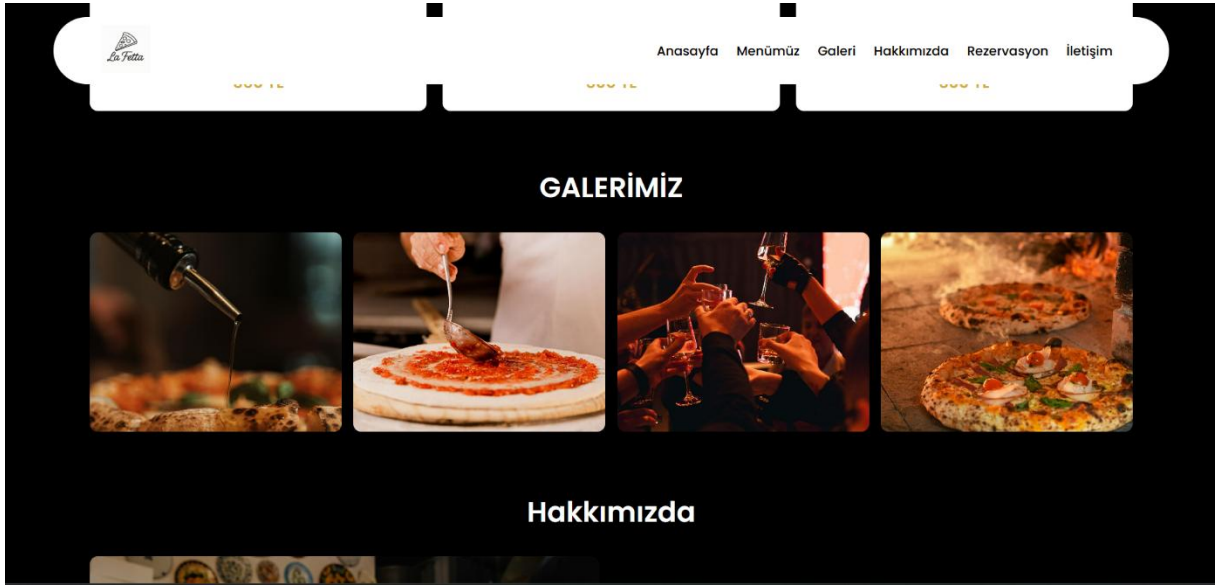 La Fetta
Anasayfa Menümüz Galeri Hakkımızda Rezervasyon İletişim
GALERİMİZ
Hakkımızda